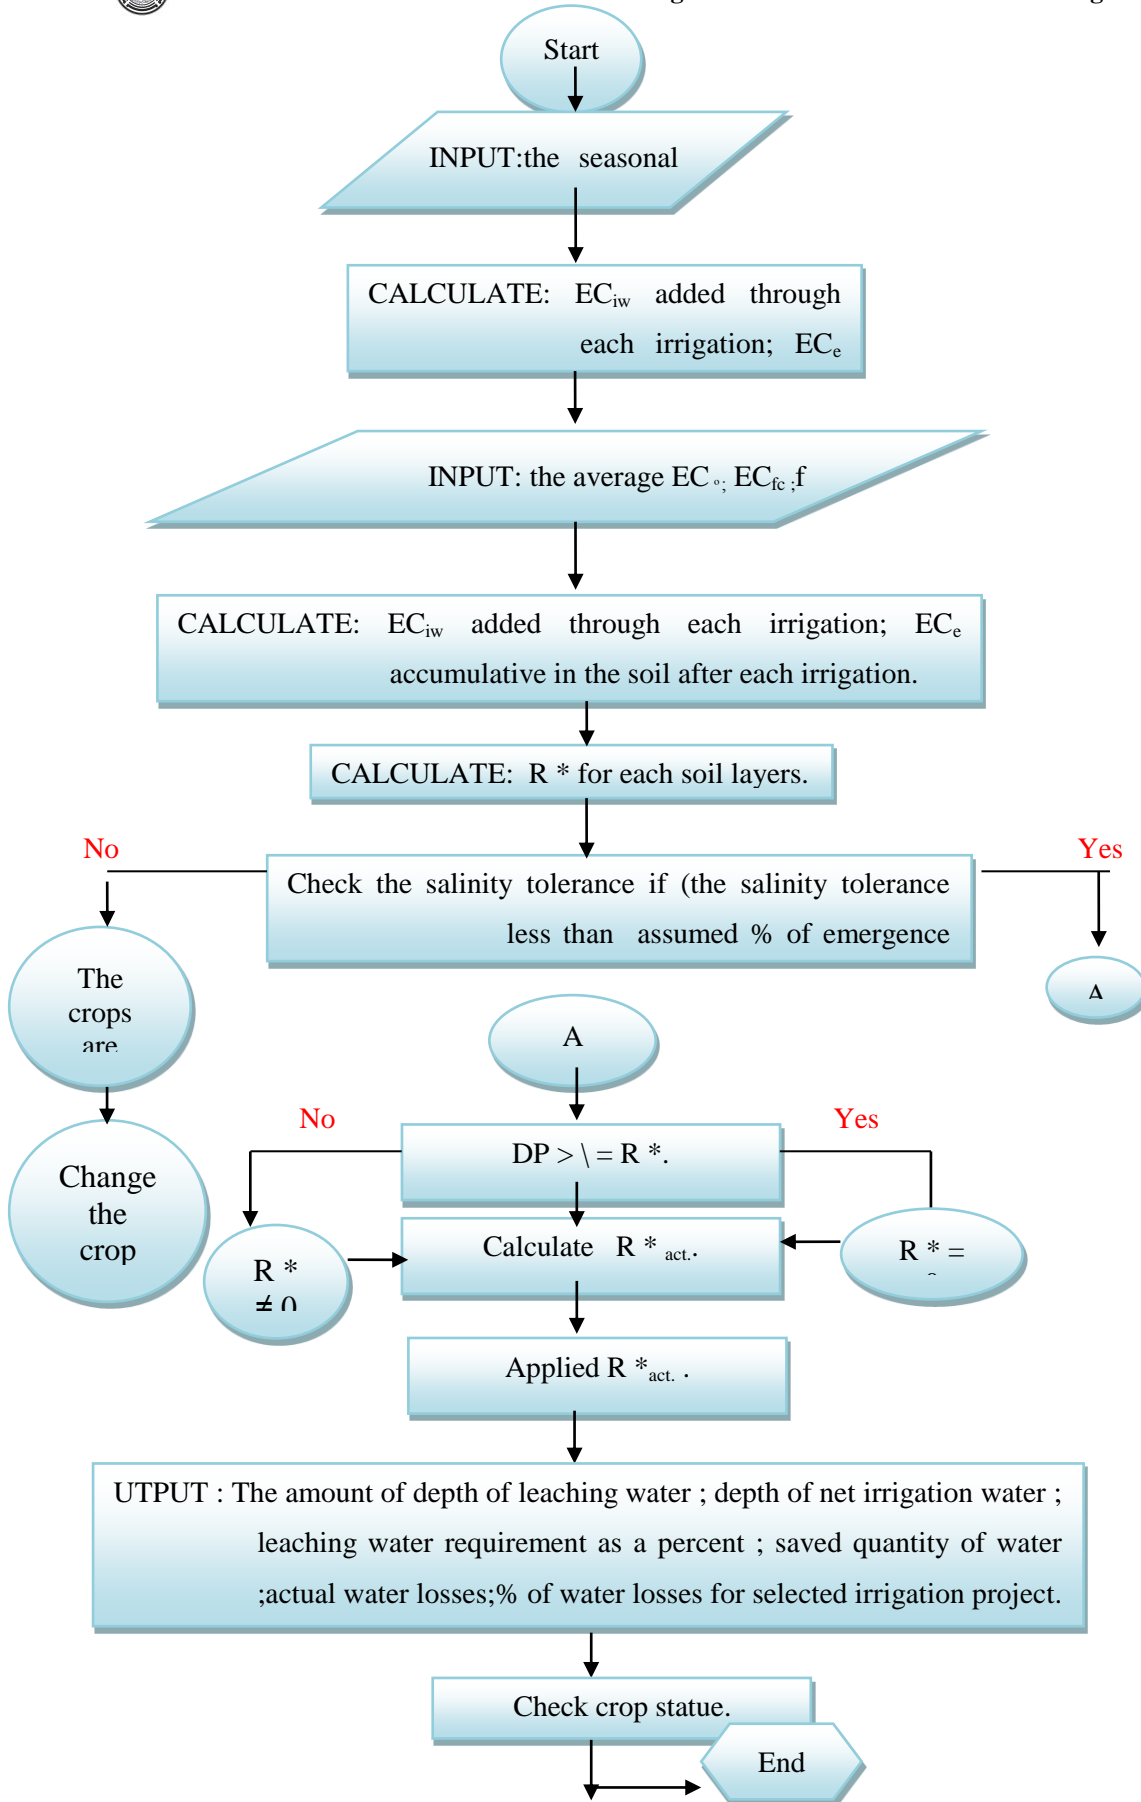 Start
INPUT:the seasonal
CALCULATE: ECiw added through
each irrigation; ECe
INPUT: the average EC°; ECfc ;f
CALCULATE: ECiw added through each irrigation; ECe
accumulative in the soil after each irrigation.
CALCULATE: R * for each soil layers.
No
Yes
Check the salinity tolerance if (the salinity tolerance
less than assumed % of emergence
The
crops
are
A
A
Change
the
crop
No
Yes
DP > \ = R *.
Calculate R * act..
R *
≠ 0
R * =
Applied R *act. .
UTPUT : The amount of depth of leaching water ; depth of net irrigation water ;
leaching water requirement as a percent ; saved quantity of water
;actual water losses;% of water losses for selected irrigation project.
Check crop statue.
End